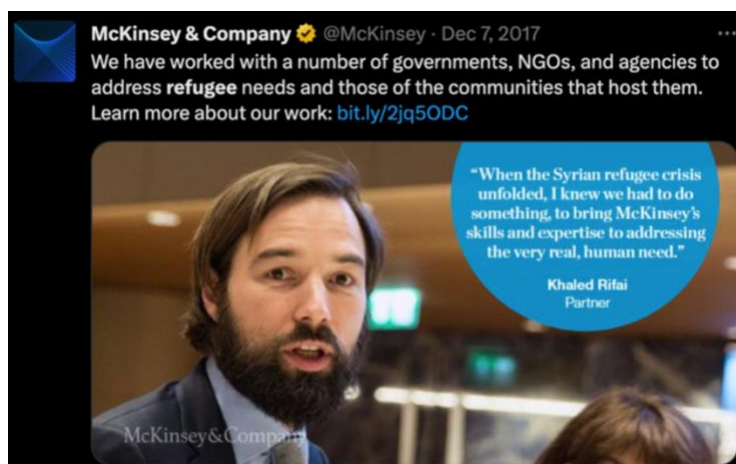 McKinsey & Company @McKinsey · Dec 7, 2017
We have worked with a number of governments, NGOs, and agencies to
address refugee needs and those of the communities that host them.
Learn more about our work: bit.ly/2jq5ODC
“When the Syrian refugee crisis
unfolded, I knew we had to do
something, to bring McKinsey’s
skills and expertise to addressing
the very real, human need.”
Khaled Rifai
Partner
McKinsey&Company